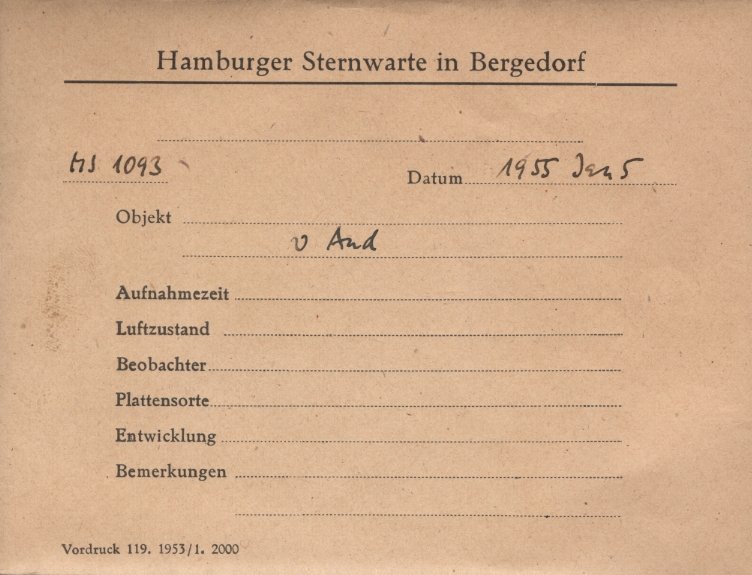 Hamburger Sternwarte in Bergedorf
HS 1093 Datum 1955 Jan 5
Objekt
υ And
Aufnahmezeit
Luftzustand
Beobachter
Plattensorte
Entwicklung
Bemerkungen
Vordruck 119. 1953/1. 2000